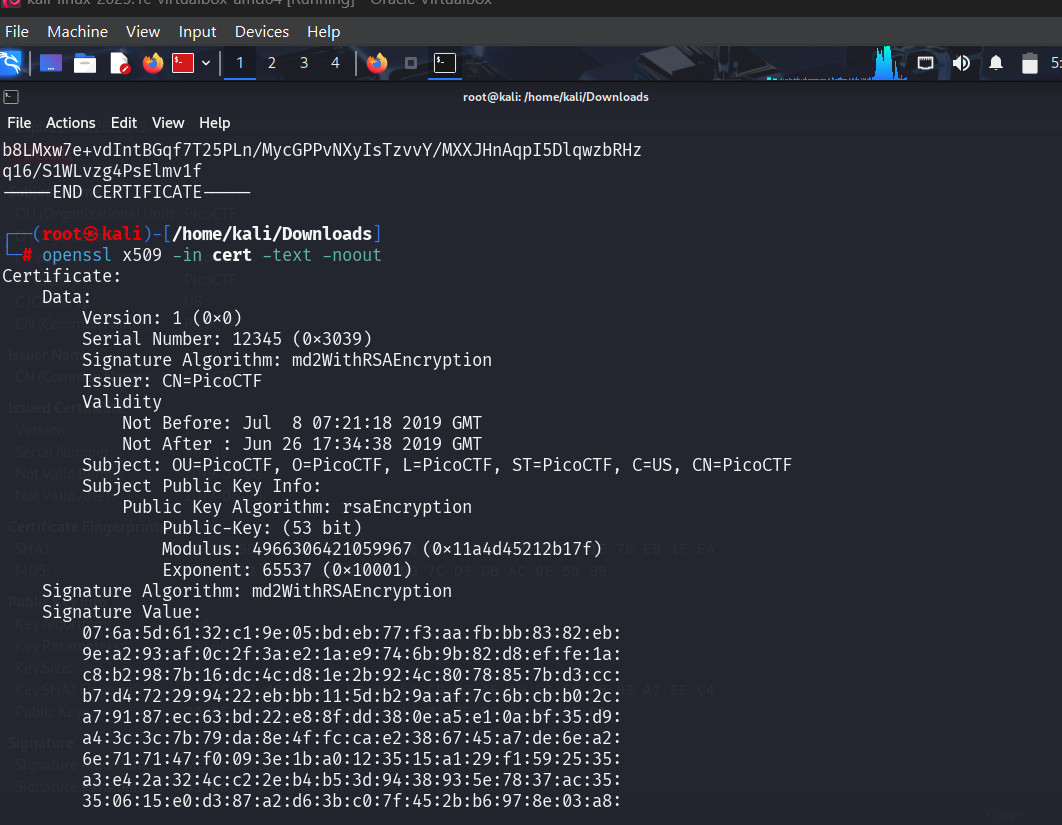 kali-linux-2025.1c-virtualbox-amd64 [Running] - Oracle VirtualBox
File Machine View Input Devices Help
1 2 3 4 5:
root@kali: /home/kali/Downloads
File Actions Edit View Help
b8LMxw7e+vdIntBGqf7T25PLn/MycGPPvNXyIsTzvvY/MXXJHnAqpI5DlqwzbRHz
q16/S1WLvzg4PsElmv1f
-----END CERTIFICATE-----
┌──(root㉿kali)-[/home/kali/Downloads]
└─# openssl x509 -in cert -text -noout
Certificate:
Data:
Version: 1 (0×0)
Serial Number: 12345 (0×3039)
Signature Algorithm: md2WithRSAEncryption
Issuer: CN=PicoCTF
Validity
Not Before: Jul  8 07:21:18 2019 GMT
Not After : Jun 26 17:34:38 2019 GMT
Subject: OU=PicoCTF, O=PicoCTF, L=PicoCTF, ST=PicoCTF, C=US, CN=PicoCTF
Subject Public Key Info:
Public Key Algorithm: rsaEncryption
Public-Key: (53 bit)
Modulus: 4966306421059967 (0×11a4d45212b17f)
Exponent: 65537 (0×10001)
Signature Algorithm: md2WithRSAEncryption
Signature Value:
07:6a:5d:61:32:c1:9e:05:bd:eb:77:f3:aa:fb:bb:83:82:eb:
9e:a2:93:af:0c:2f:3a:e2:1a:e9:74:6b:9b:82:d8:ef:fe:1a:
c8:b2:98:7b:16:dc:4c:d8:1e:2b:92:4c:80:78:85:7b:d3:cc:
b7:d4:72:29:94:22:eb:bb:11:5d:b2:9a:af:7c:6b:cb:b0:2c:
a7:91:87:ec:63:bd:22:e8:8f:dd:38:0e:a5:e1:0a:bf:35:d9:
a4:3c:3c:7b:79:da:8e:4f:fc:ca:e2:38:67:45:a7:de:6e:a2:
6e:71:71:47:f0:09:3e:1b:a0:12:35:15:a1:29:f1:59:25:35:
a3:e4:2a:32:4c:c2:2e:b4:b5:3d:94:38:93:5e:78:37:ac:35:
35:06:15:e0:d3:87:a2:d6:3b:c0:7f:45:2b:b6:97:8e:03:a8: